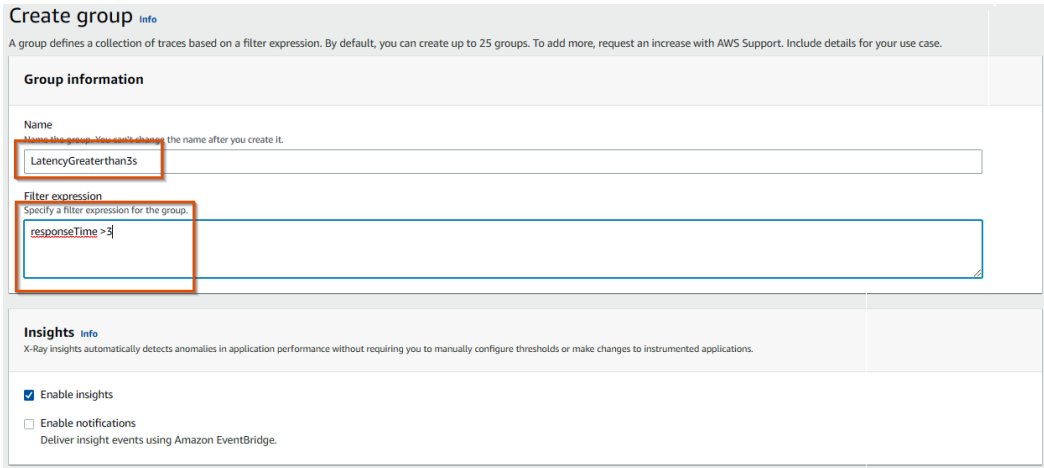 Create group Info
A group defines a collection of traces based on a filter expression. By default, you can create up to 25 groups. To add more, request an increase with AWS Support. Include details for your use case.
Group information
Name
Name the group. You can't change the name after you create it.
LatencyGreaterthan3s
Filter expression
Specify a filter expression for the group.
responseTime >3
Insights Info
X-Ray insights automatically detects anomalies in application performance without requiring you to manually configure thresholds or make changes to instrumented applications.
Enable insights
Enable notifications
Deliver insight events using Amazon EventBridge.